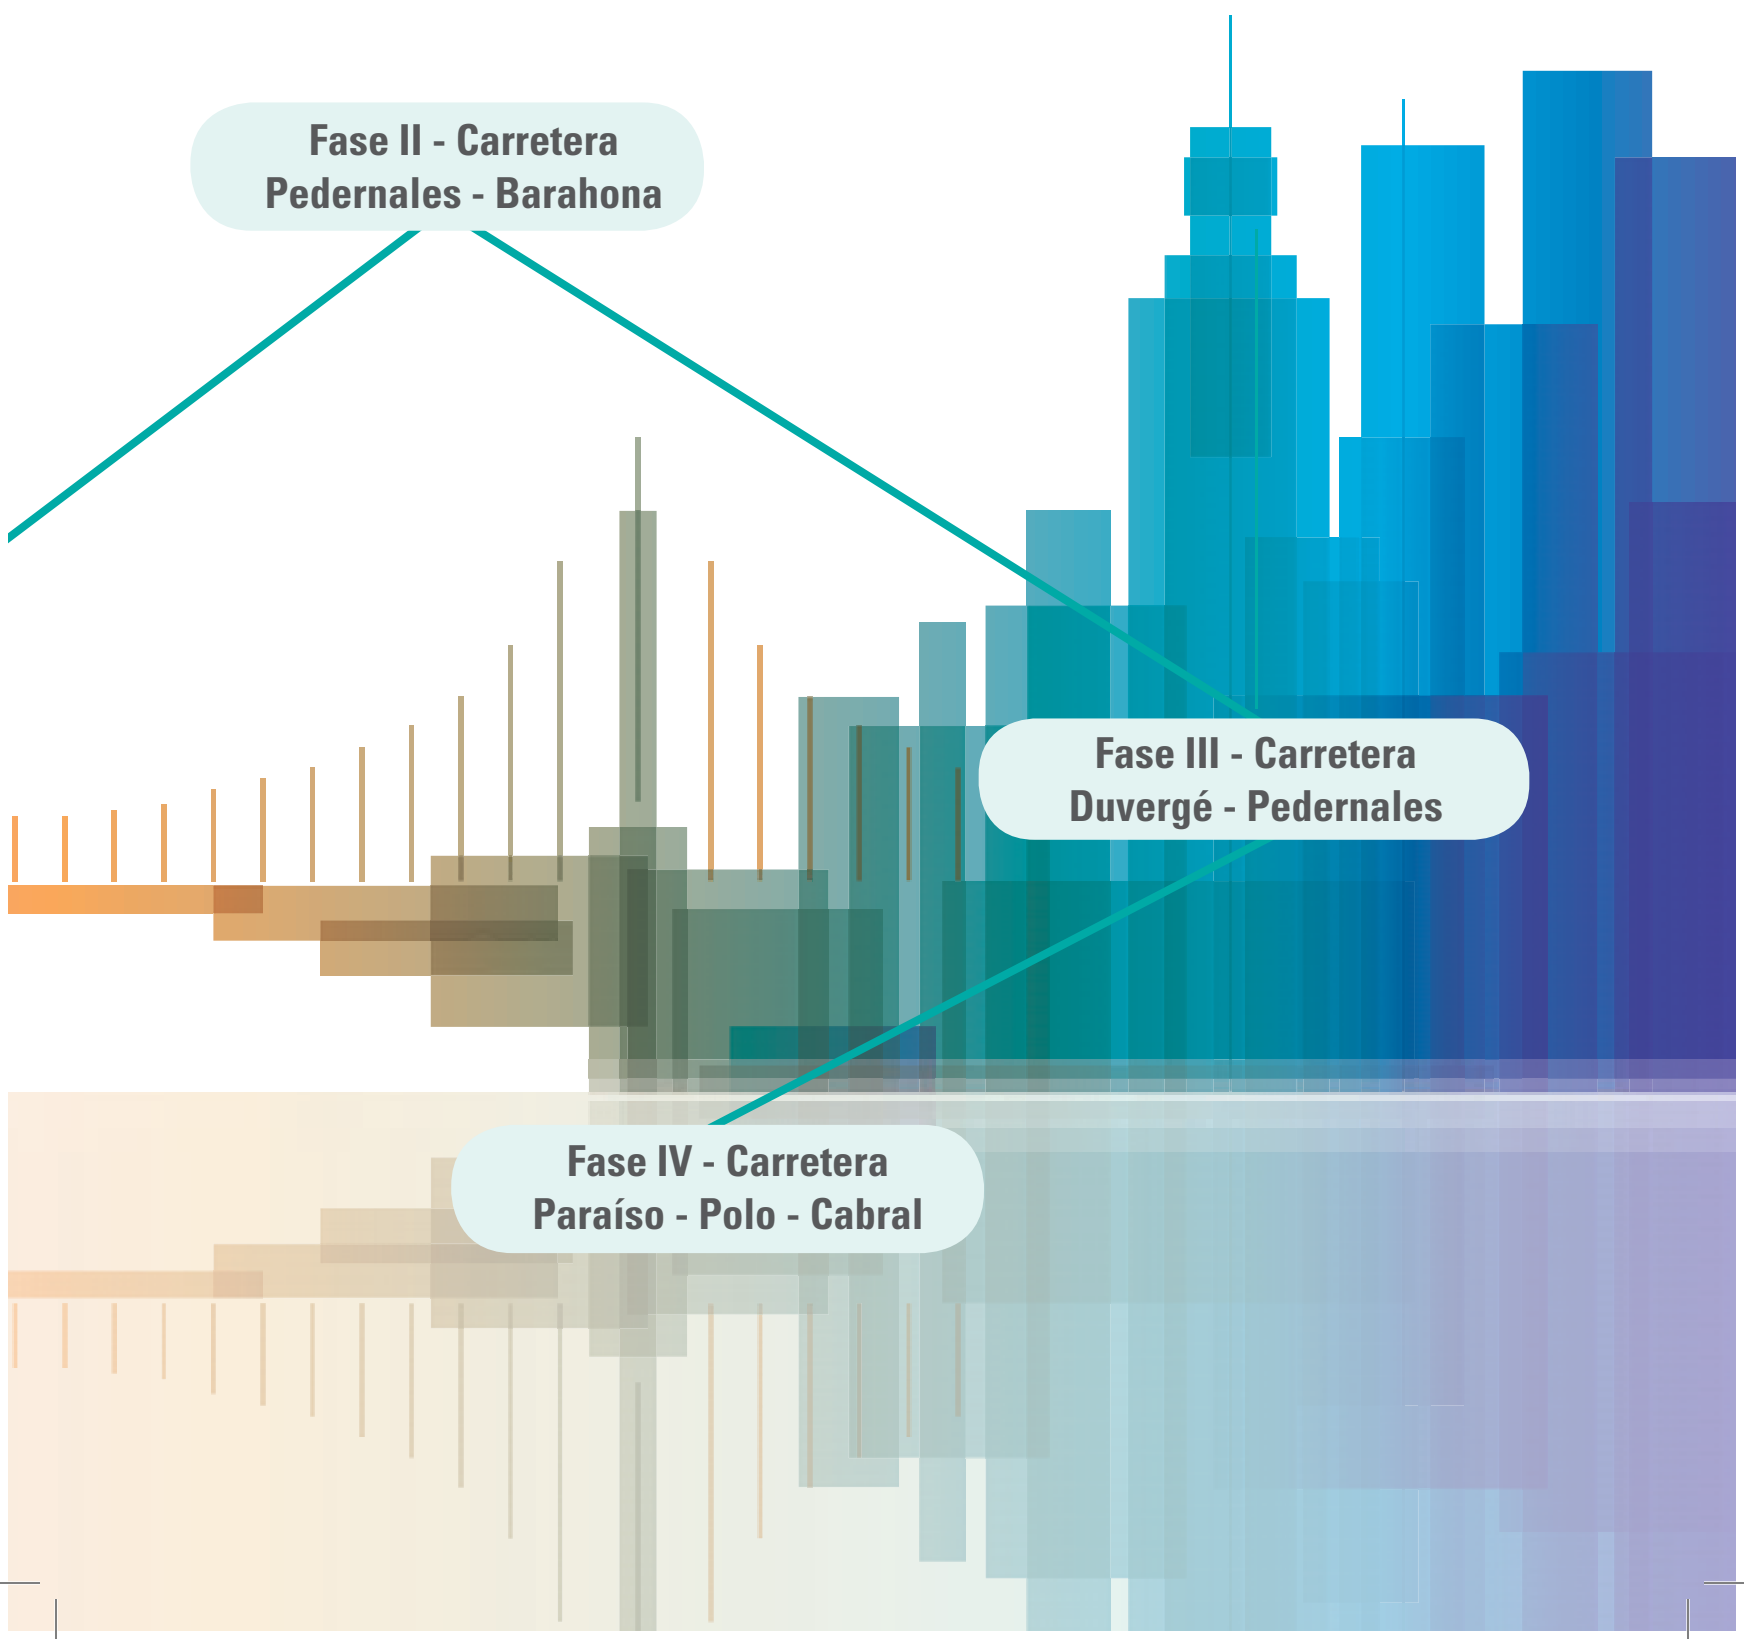 Fase II - Carretera
Pedernales - Barahona
Fase III - Carretera
Duvergé - Pedernales
Fase IV - Carretera
Paraíso - Polo - Cabral